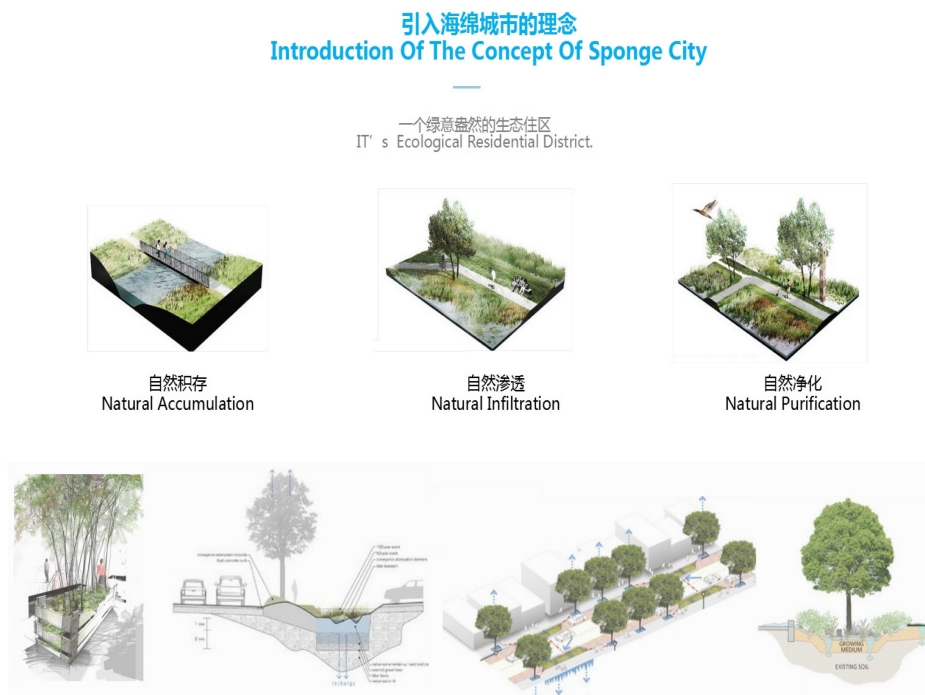 引入海绵城市的理念
Introduction Of The Concept Of Sponge City
一个绿意盎然的生态住区
IT’s Ecological Residential District.
自然积存
Natural Accumulation
自然渗透
Natural Infiltration
自然净化
Natural Purification
recharge
GROWING
MEDIUM
EXISTING SOIL